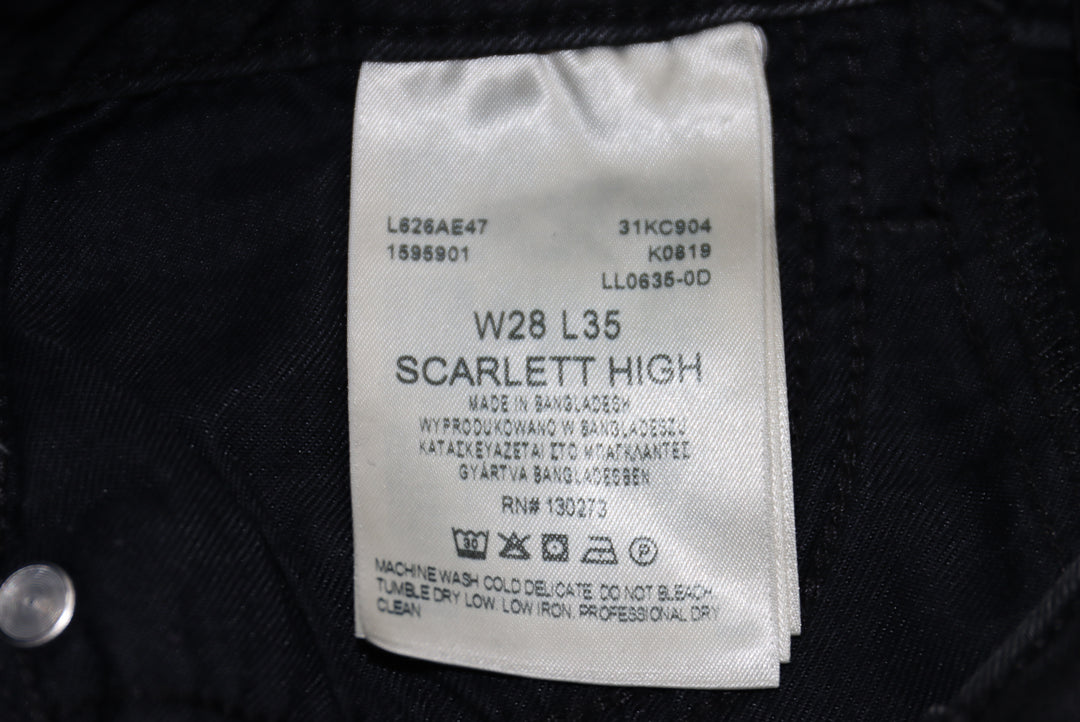 L626AE47 31KC904
1595901 K0819
LL0635-0D
W28 L35
SCARLETT HIGH
MADE IN BANGLADESH
WYPRODUKOWANO W BANGLADESZU
ΚΑΤΑΣΚΕΥΑΖΕΤΑΙ ΣΤΟ ΜΠΑΓΚΛΑΝΤΕΣ
GYÁRTVA BANGLADESBEN
RN# 130273
30 P
MACHINE WASH COLD DELICATE. DO NOT BLEACH.
TUMBLE DRY LOW. LOW IRON. PROFESSIONAL DRY
CLEAN